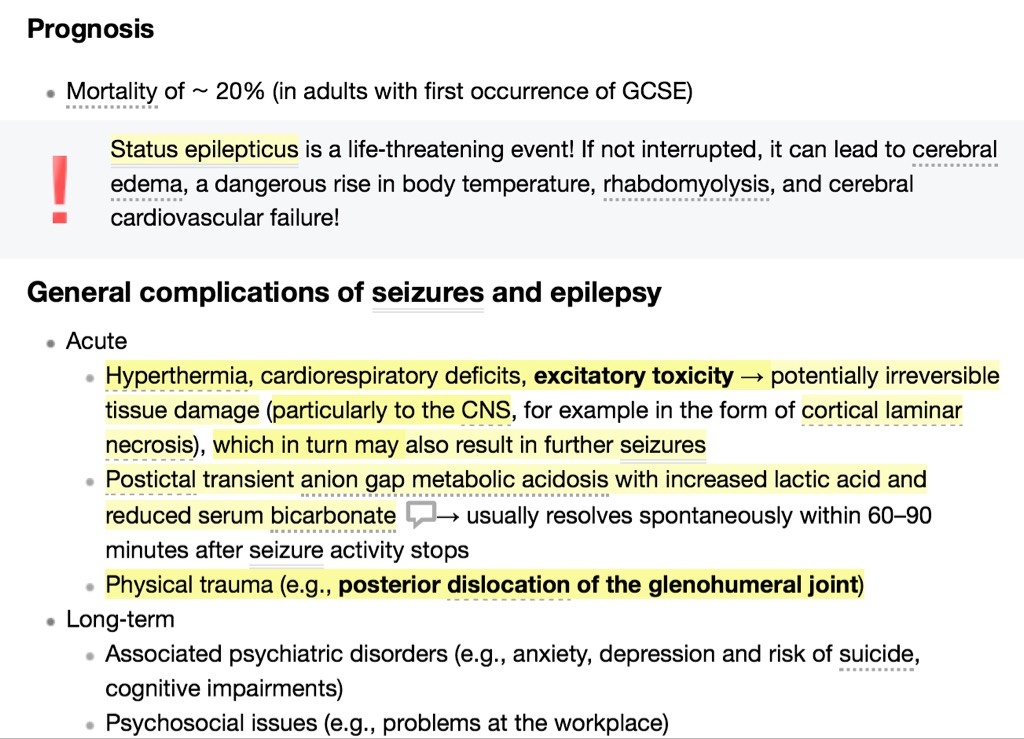 Prognosis
• Mortality of ~ 20% (in adults with first occurrence of GCSE)
Status epilepticus is a life-threatening event! If not interrupted, it can lead to cerebral
edema, a dangerous rise in body temperature, rhabdomyolysis, and cerebral
cardiovascular failure!
General complications of seizures and epilepsy
• Acute
• Hyperthermia, cardiorespiratory deficits, excitatory toxicity → potentially irreversible
tissue damage (particularly to the CNS, for example in the form of cortical laminar
necrosis), which in turn may also result in further seizures
• Postictal transient anion gap metabolic acidosis with increased lactic acid and
reduced serum bicarbonate → usually resolves spontaneously within 60–90
minutes after seizure activity stops
• Physical trauma (e.g., posterior dislocation of the glenohumeral joint)
• Long-term
• Associated psychiatric disorders (e.g., anxiety, depression and risk of suicide,
cognitive impairments)
• Psychosocial issues (e.g., problems at the workplace)